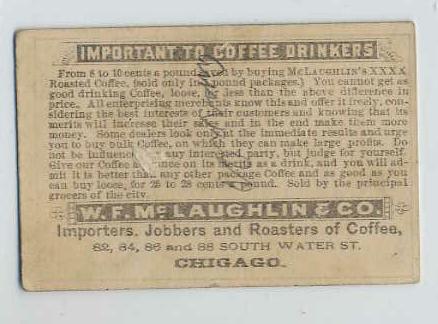 IMPORTANT TO COFFEE DRINKERS
From 8 to 10 cents a pound saved by buying McLAUGHLIN'S XXXX
Roasted Coffee, (sold only in pound packages.) You cannot get as
good drinking Coffee, loose, for less than the above difference in
price. All enterprising merchants know this and offer it freely, con-
sidering the best interests of their customers and knowing that its
merits will increase their sales and in the end make them more
money. Some dealers look only at the immediate results and urge
you to buy bulk Coffee, on which they can make large profits. Do
not be influenced any interested party, but judge for yourself.
Give our Coffee on its merits as a drink, and you will ad-
mit it is better than any other package Coffee and as good as you
can buy loose, for 25 to 28 cents a pound. Sold by the principal
grocers of the city.
W. F. McLAUGHLIN & CO.
Importers, Jobbers and Roasters of Coffee,
82, 84, 86 and 88 SOUTH WATER ST.
CHICAGO.